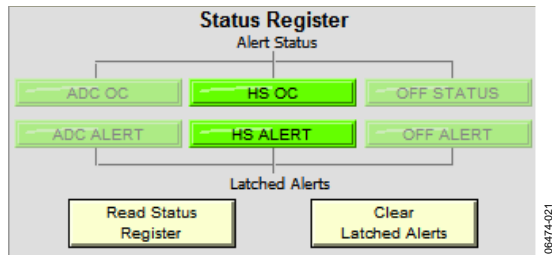 Status Register
Alert Status
ADC OC HS OC OFF STATUS
ADC ALERT HS ALERT OFF ALERT
Latched Alerts
Read Status Register
Clear Latched Alerts
06474-021